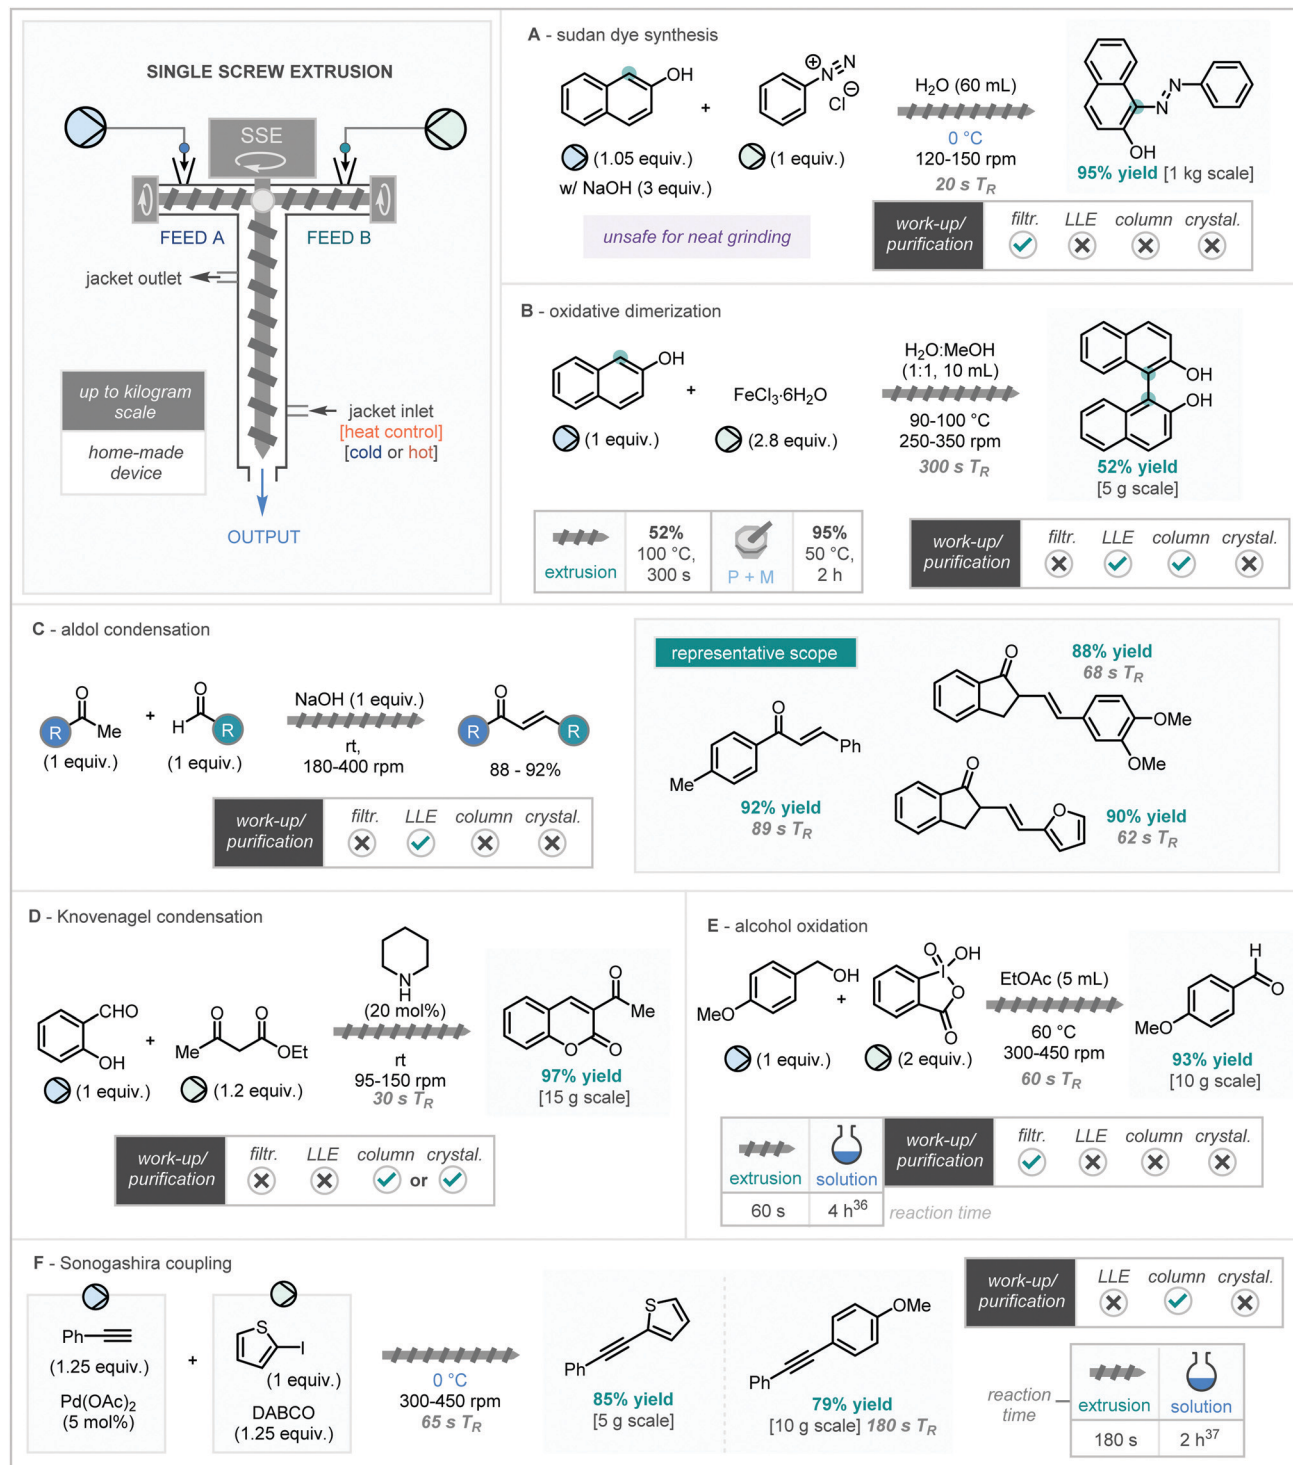 SINGLE SCREW EXTRUSION
SSE
FEED A
FEED B
jacket outlet
up to kilogram
scale
home-made
device
jacket inlet
[heat control]
[cold or hot]
OUTPUT
A - sudan dye synthesis
OH
+
N≡N
+
Cl−
(1.05 equiv.)
(1 equiv.)
w/ NaOH (3 equiv.)
unsafe for neat grinding
H2O (60 mL)
0 °C
120-150 rpm
20 s TR
N
N
OH
95% yield [1 kg scale]
work-up/
purification
filtr.
LLE
column
crystal.
B - oxidative dimerization
OH
+
FeCl3·6H2O
(1 equiv.)
(2.8 equiv.)
H2O:MeOH
(1:1, 10 mL)
90-100 °C
250-350 rpm
300 s TR
OH
OH
52% yield
[5 g scale]
extrusion
52%
100 °C,
300 s
P + M
95%
50 °C,
2 h
work-up/
purification
filtr.
LLE
column
crystal.
C - aldol condensation
O
R
Me
(1 equiv.)
+
O
H
R
(1 equiv.)
NaOH (1 equiv.)
rt,
180-400 rpm
O
R
R
88 - 92%
work-up/
purification
filtr.
LLE
column
crystal.
representative scope
O
Ph
Me
92% yield
89 s TR
O
88% yield
68 s TR
OMe
OMe
O
O
90% yield
62 s TR
D - Knovenagel condensation
CHO
OH
(1 equiv.)
+
O
O
Me
OEt
(1.2 equiv.)
N
H
(20 mol%)
rt
95-150 rpm
30 s TR
O
Me
O
O
97% yield
[15 g scale]
work-up/
purification
filtr.
LLE
column
or
crystal.
E - alcohol oxidation
OH
MeO
(1 equiv.)
+
O
OH
I
O
O
(2 equiv.)
EtOAc (5 mL)
60 °C
300-450 rpm
60 s TR
H
O
MeO
93% yield
[10 g scale]
extrusion
solution
60 s
4 h36
reaction time
work-up/
purification
filtr.
LLE
column
crystal.
F - Sonogashira coupling
Ph
(1.25 equiv.)
Pd(OAc)2
(5 mol%)
+
S
I
(1 equiv.)
DABCO
(1.25 equiv.)
0 °C
300-450 rpm
65 s TR
S
Ph
85% yield
[5 g scale]
OMe
Ph
79% yield
[10 g scale] 180 s TR
work-up/
purification
LLE
column
crystal.
reaction
time
extrusion
solution
180 s
2 h37